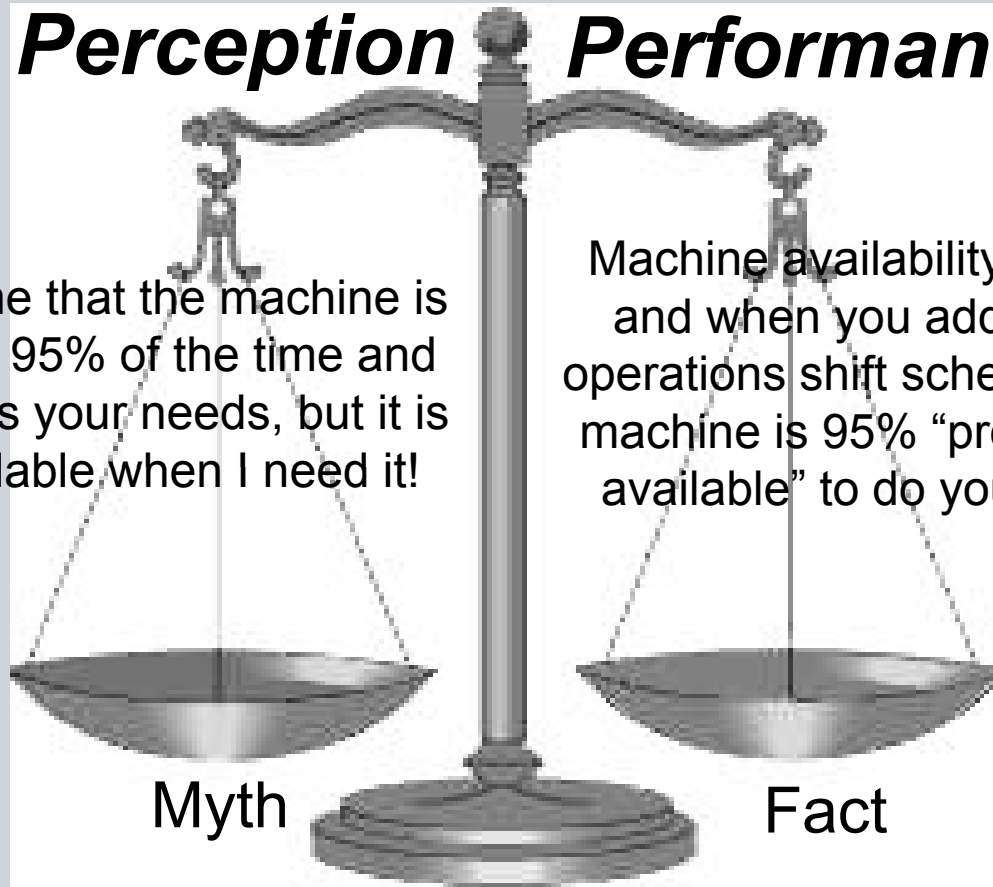 Perception
Performan
ne that the machine is
95% of the time and
s your needs, but it is
lable when I need it!
Machine availability
and when you add
operations shift sche
machine is 95% “pro
available” to do you
Myth
Fact